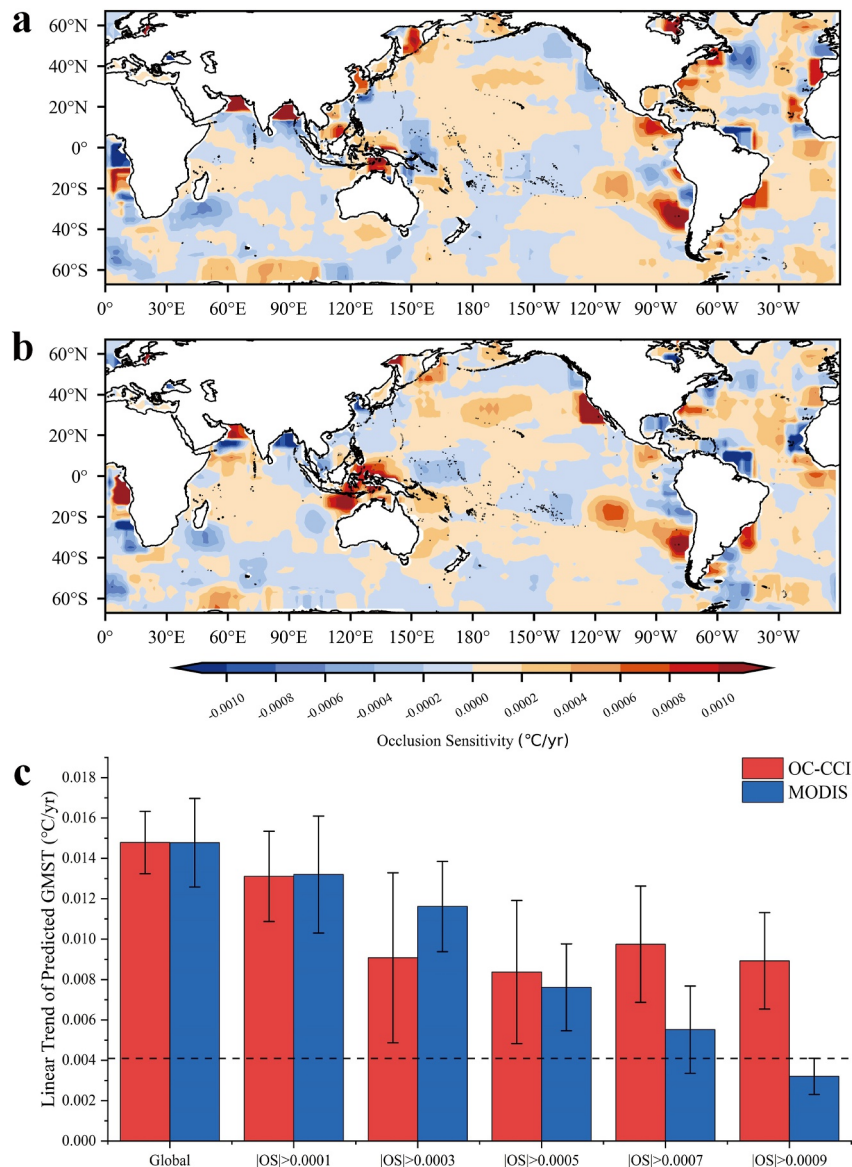 a
60°N
40°N
20°N
0°
20°S
40°S
60°S
0° 30°E 60°E 90°E 120°E 150°E 180° 150°W 120°W 90°W 60°W 30°W
b
60°N
40°N
20°N
0°
20°S
40°S
60°S
0° 30°E 60°E 90°E 120°E 150°E 180° 150°W 120°W 90°W 60°W 30°W
-0.0010 -0.0008 -0.0006 -0.0004 -0.0002 0.0000 0.0002 0.0004 0.0006 0.0008 0.0010
Occlusion Sensitivity (℃/yr)
c
Linear Trend of Predicted GMST (℃/yr)
0.018
0.016
0.014
0.012
0.010
0.008
0.006
0.004
0.002
0.000
OC-CCI
MODIS
Global |OS|>0.0001 |OS|>0.0003 |OS|>0.0005 |OS|>0.0007 |OS|>0.0009